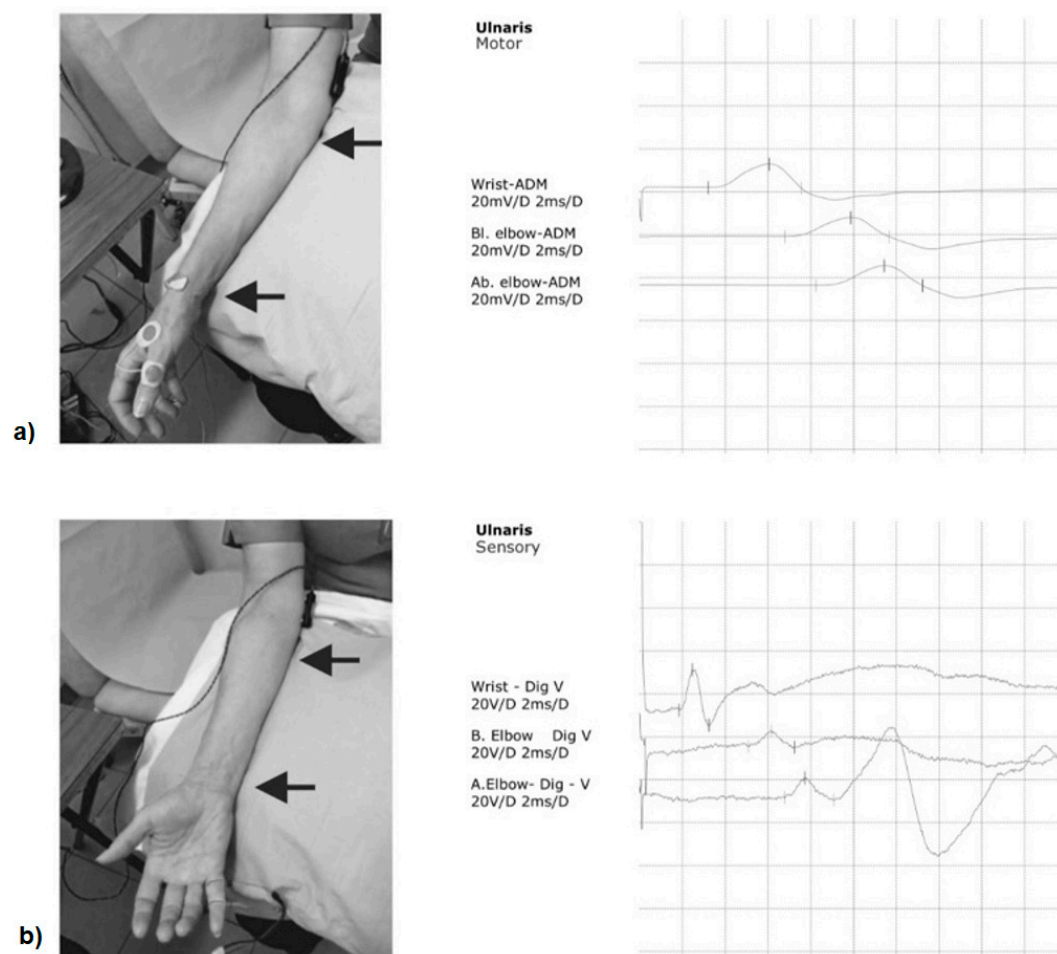 Ulnaris
Motor
Wrist-ADM
20mV/D 2ms/D
Bl. elbow-ADM
20mV/D 2ms/D
Ab. elbow-ADM
20mV/D 2ms/D
a)
Ulnaris
Sensory
Wrist - Dig V
20V/D 2ms/D
B. Elbow Dig V
20V/D 2ms/D
A.Elbow- Dig - V
20V/D 2ms/D
b)